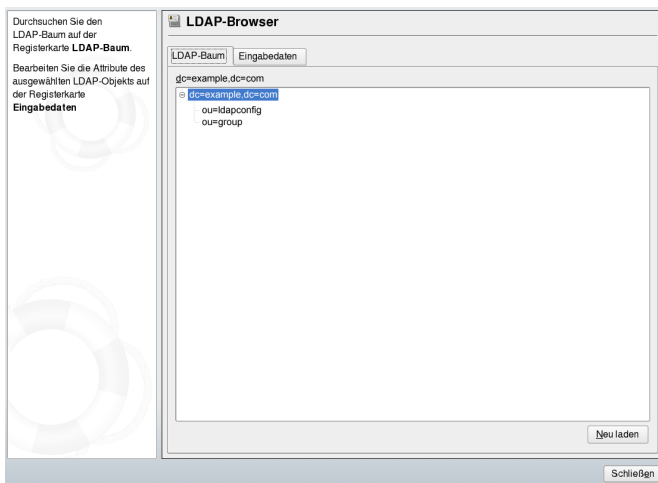 Durchsuchen Sie den
LDAP-Baum auf der
Registerkarte LDAP-Baum.
Bearbeiten Sie die Attribute des
ausgewählten LDAP-Objekts auf
der Registerkarte
Eingabedaten
LDAP-Browser
LDAP-Baum Eingabedaten
dc=example,dc=com
dc=example,dc=com
ou=ldapconfig
ou=group
Neu laden
Schließen